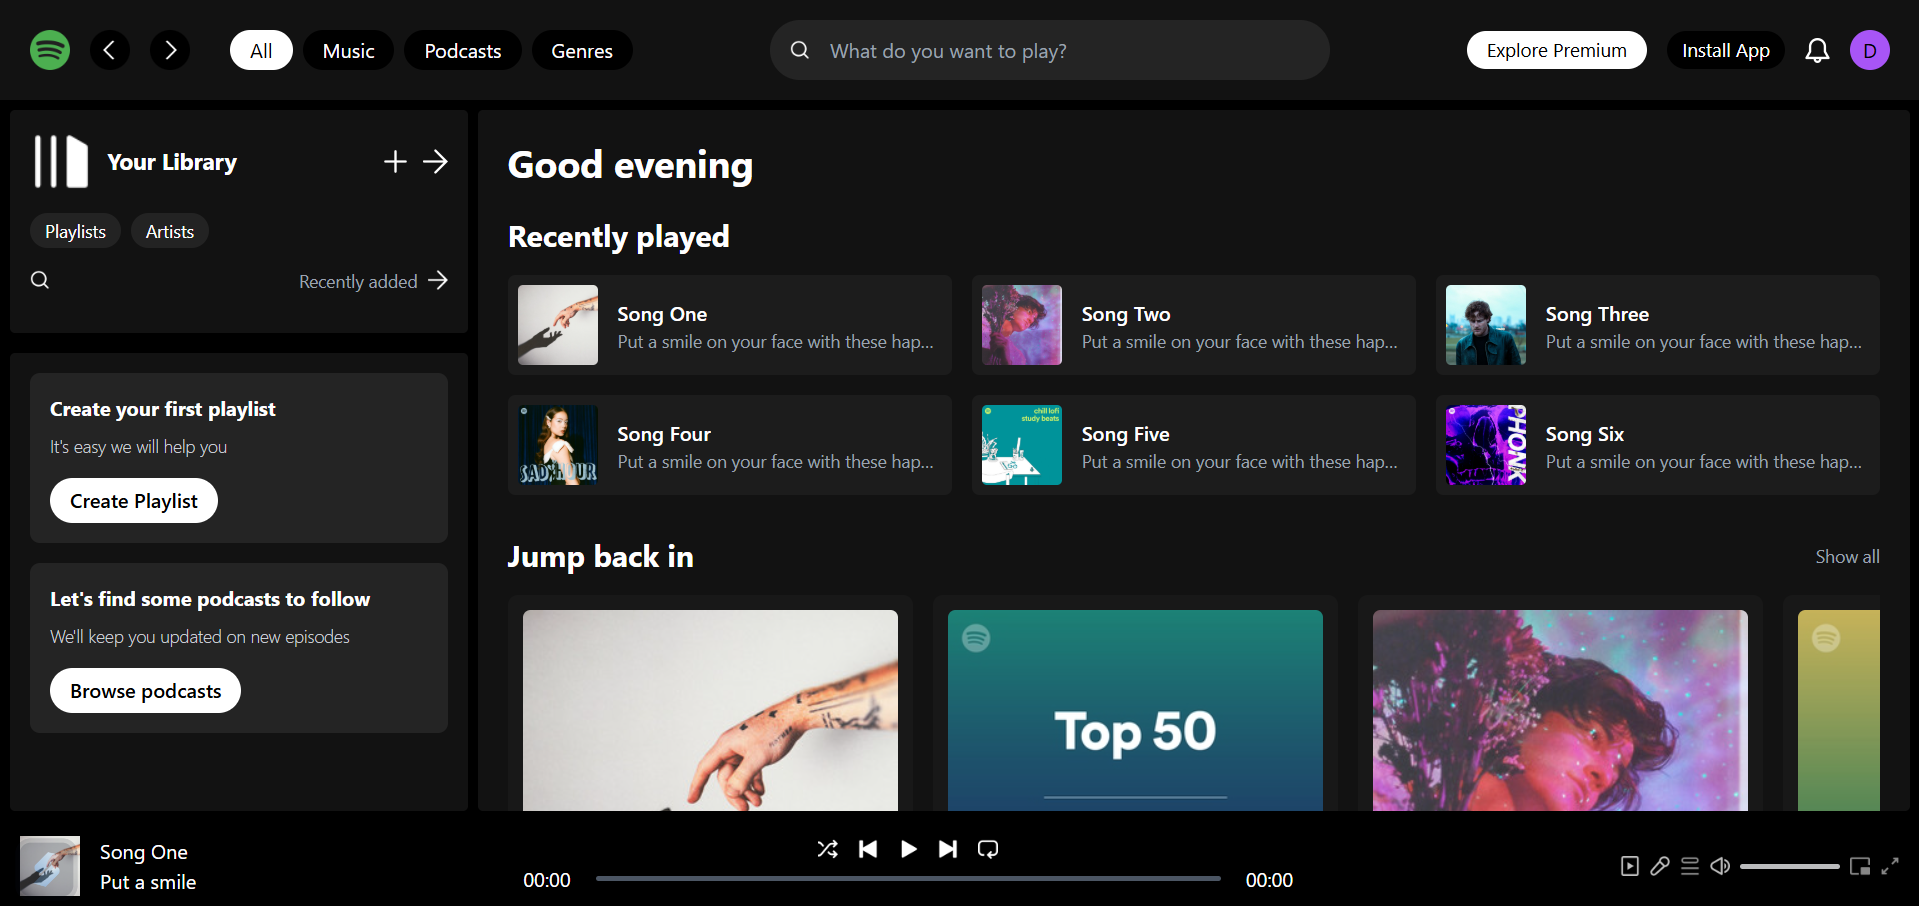 All
Music
Podcasts
Genres
What do you want to play?
Explore Premium
Install App
D
Your Library
Playlists
Artists
Recently added
Create your first playlist
It's easy we will help you
Create Playlist
Let's find some podcasts to follow
We'll keep you updated on new episodes
Browse podcasts
Good evening
Recently played
Song One
Put a smile on your face with these hap...
Song Two
Put a smile on your face with these hap...
Song Three
Put a smile on your face with these hap...
SAD HOUR
Song Four
Put a smile on your face with these hap...
chill lofi
study beats
Song Five
Put a smile on your face with these hap...
PHONK
Song Six
Put a smile on your face with these hap...
Jump back in
Show all
Top 50
Song One
Put a smile
00:00
00:00